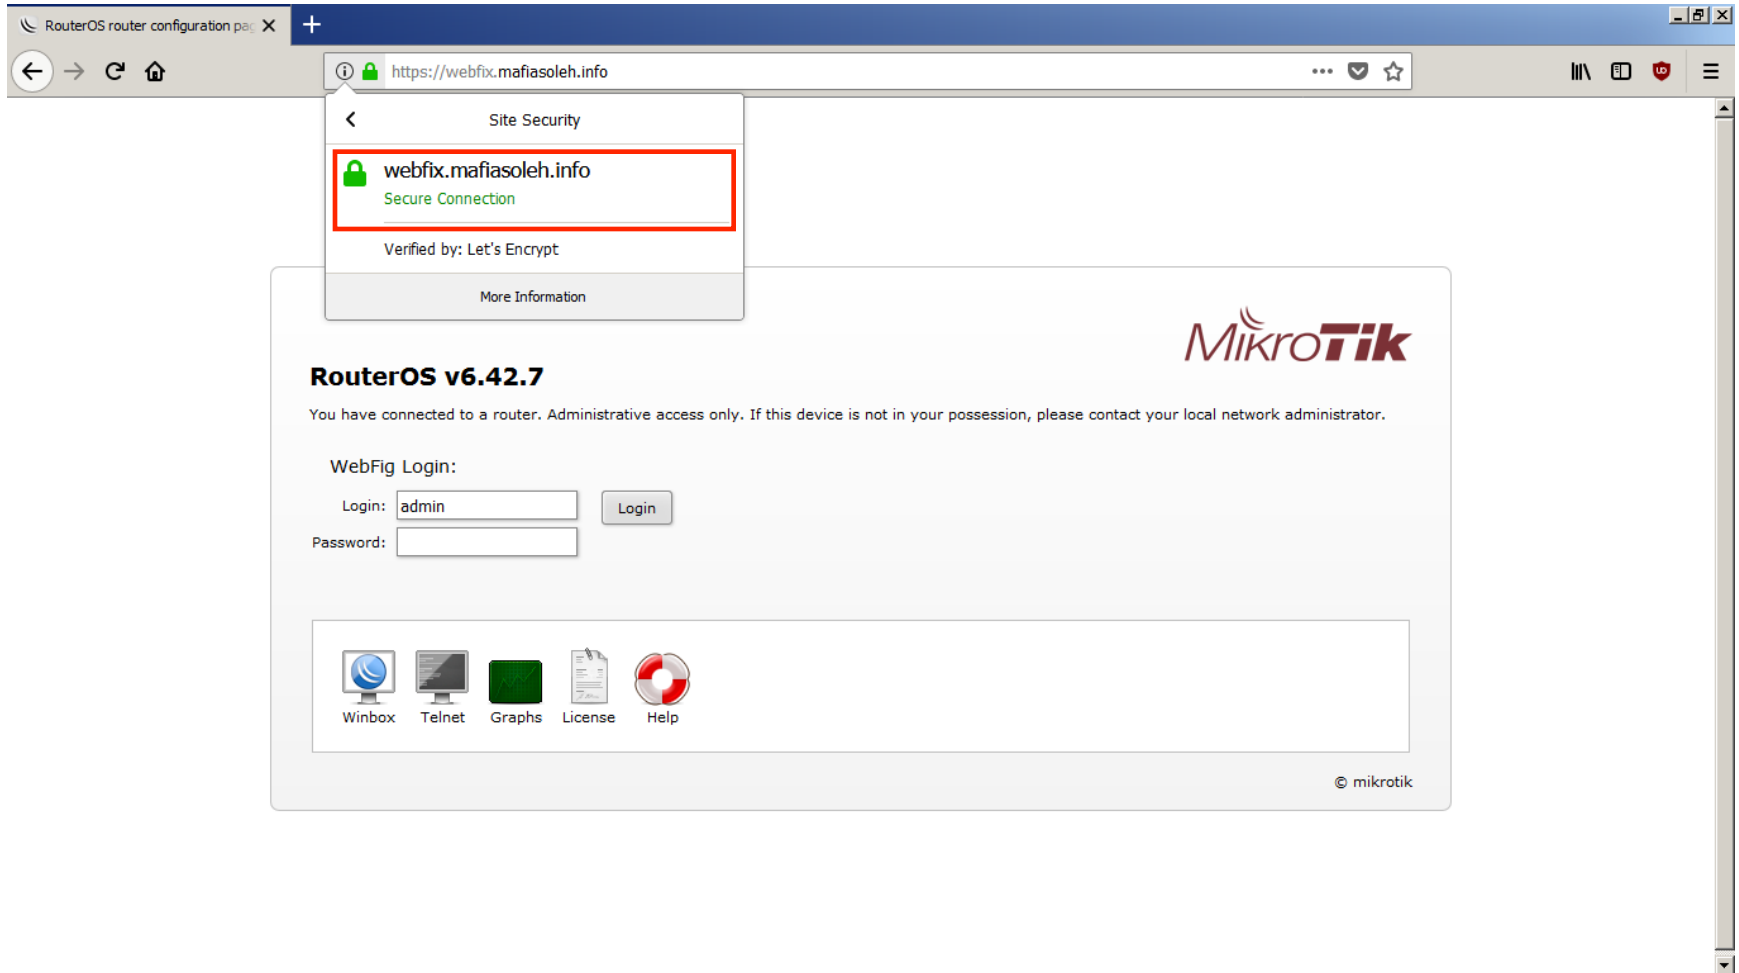 RouterOS router configuration pag
https://webfix.mafiasoleh.info
Site Security
webfix.mafiasoleh.info
Secure Connection
Verified by: Let's Encrypt
More Information
MikroTik
RouterOS v6.42.7
You have connected to a router. Administrative access only. If this device is not in your possession, please contact your local network administrator.
WebFig Login:
Login: admin
Login
Password:
Winbox Telnet Graphs License Help
© mikrotik